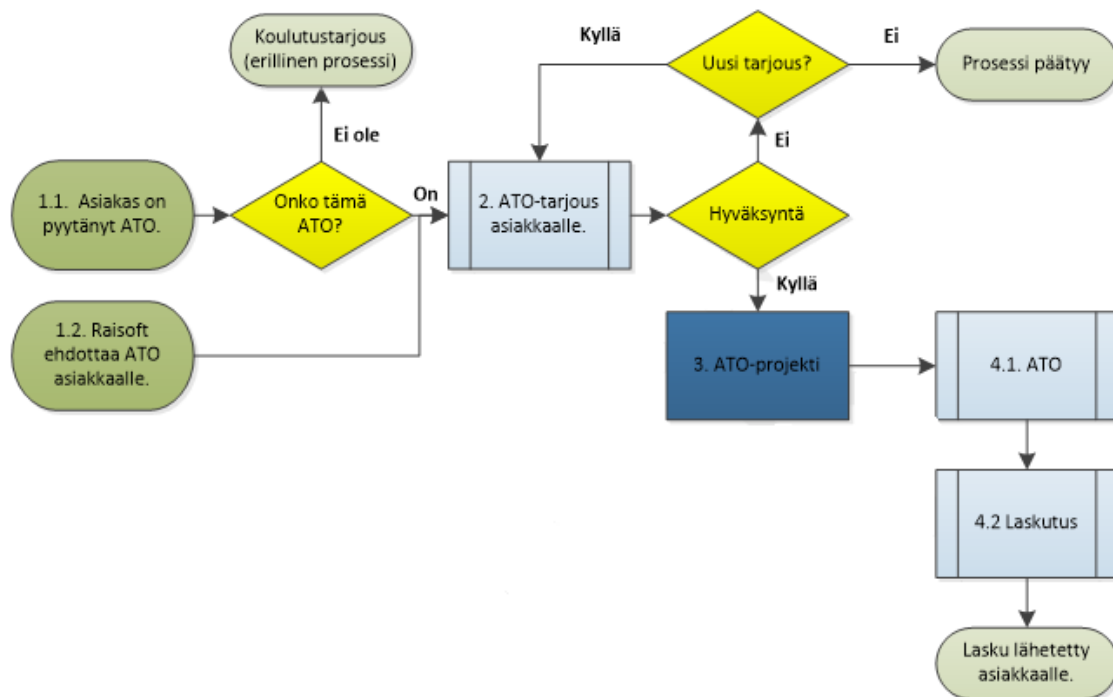 Koulutustarjous
(erillinen prosessi)
Kyllä
Uusi tarjous?
Ei
Prosessi päätyy
Ei ole
Ei
1.1. Asiakas on
pyytänyt ATO.
Onko tämä
ATO?
On
2. ATO-tarjous
asiakkaalle.
Hyväksyntä
Kyllä
1.2. Raisoft
ehdottaa ATO
asiakkaalle.
3. ATO-projekti
4.1. ATO
4.2 Laskutus
Lasku lähetetty
asiakkaalle.